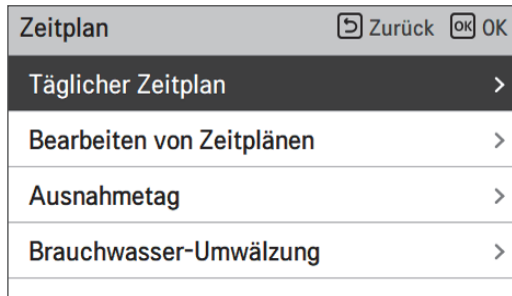 Zeitplan Zurück OK OK
Täglicher Zeitplan
Bearbeiten von Zeitplänen
Ausnahmetag
Brauchwasser-Umwälzung